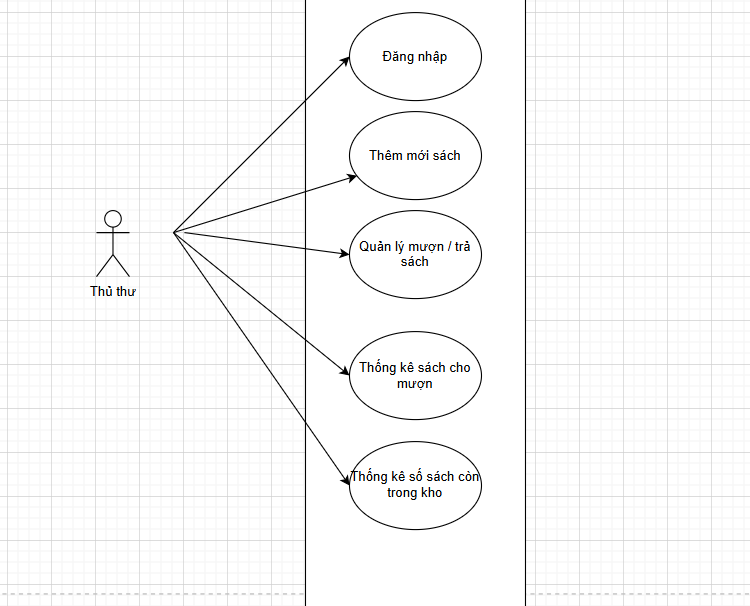 Đăng nhập
Thêm mới sách
Quản lý mượn / trả
sách
Thủ thư
Thống kê sách cho
mượn
Thống kê số sách còn
trong kho